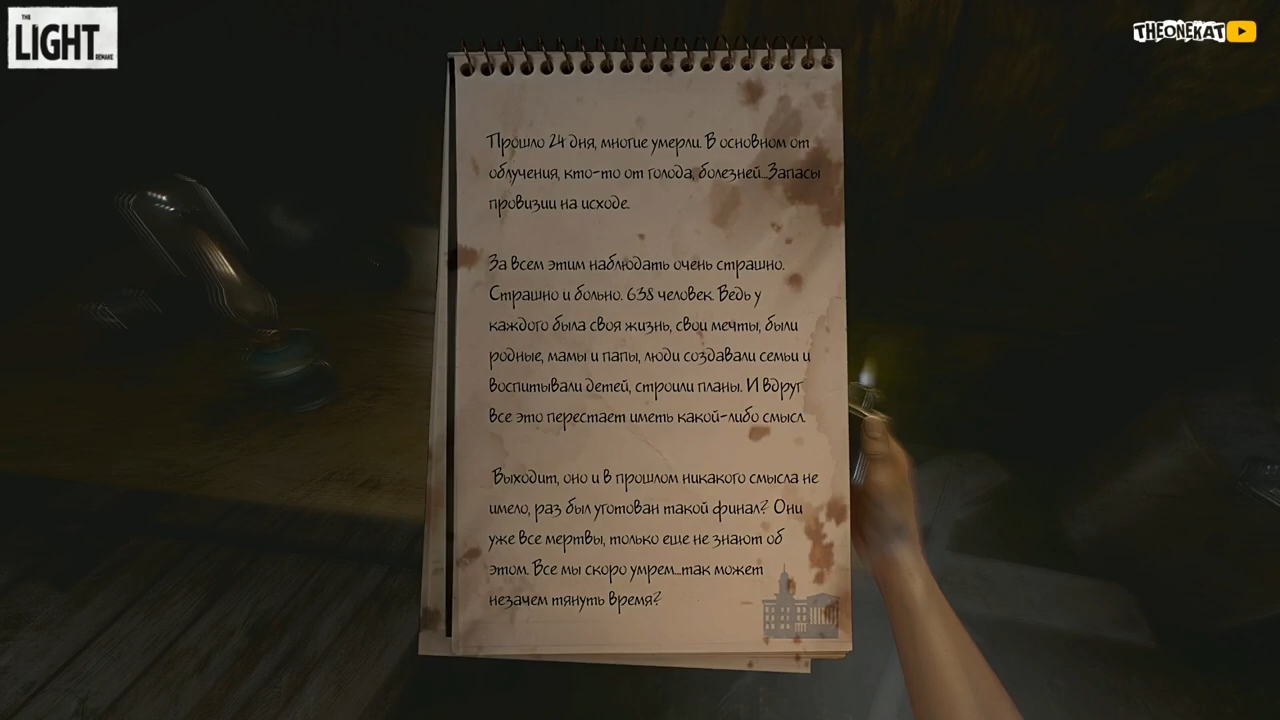 THE
LIGHT
REMAKE
THEONEKAT
Прошло 24 дня, многие умерли. В основном от
облучения, кто-то от голода, болезней...Запасы
провизии на исходе.
За всем этим наблюдать очень страшно.
Страшно и больно. 638 человек. Ведь у
каждого была своя жизнь, свои мечты, были
родные, мамы и папы, люди создавали семьи и
воспитывали детей, строили планы. И вдруг
все это перестает иметь какой-либо смысл.
Выходит, оно и в прошлом никакого смысла не
имело, раз был уготован такой финал? Они
уже все мертвы, только еще не знают об
этом. Все мы скоро умрем...так может
незачем тянуть время?